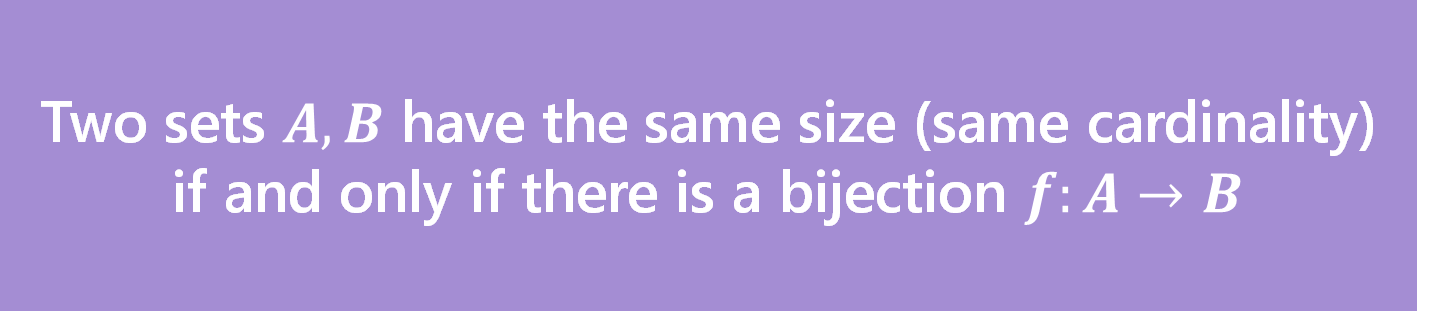 Two sets 𝑨, 𝑩 have the same size (same cardinality)
if and only if there is a bijection 𝒇: 𝑨 → 𝑩